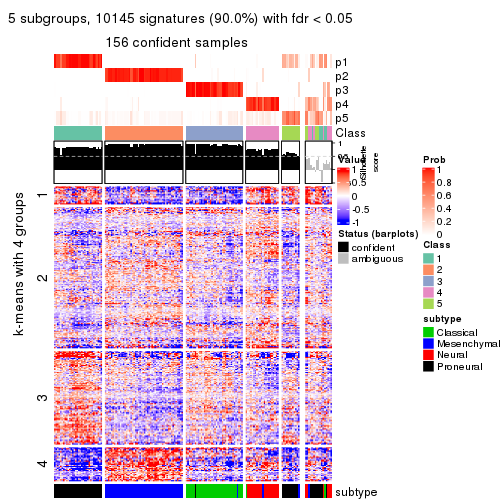 5 subgroups, 10145 signatures (90.0%) with fdr < 0.05
156 confident samples
p1
p2
p3
p4
p5
Class
1
Silhouette
score
Value
1
0.5
0
-0.5
-1
Status (barplots)
confident
ambiguous
Prob
1
0.8
0.6
0.4
0.2
0
Class
1
2
3
4
5
subtype
Classical
Mesenchymal
Neural
Proneural
k-means with 4 groups
1
2
3
4
subtype